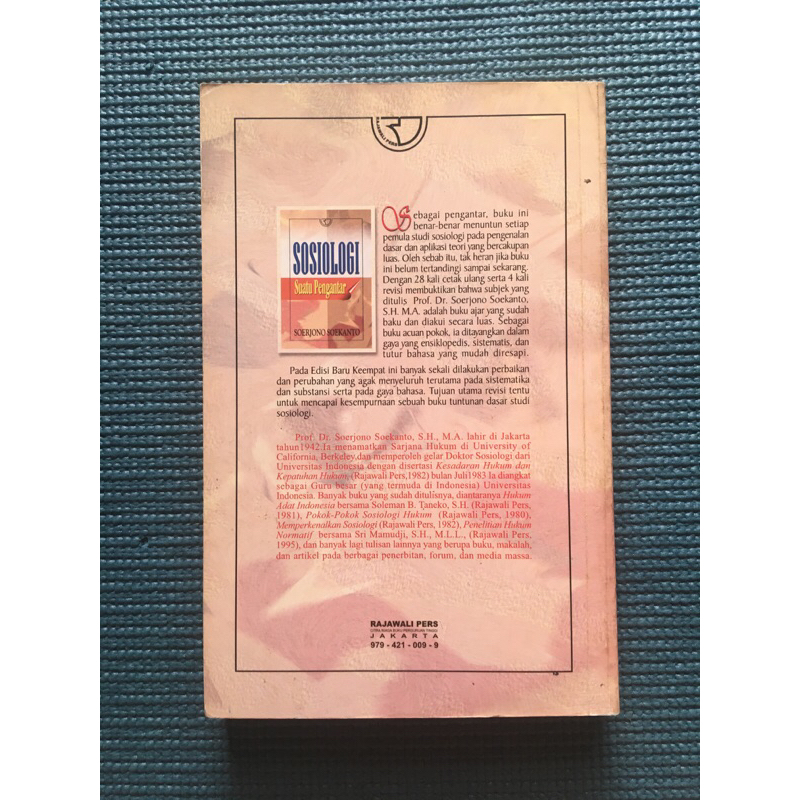 RAJAWALI PERS
Sebagai pengantar, buku ini
benar-benar menuntun setiap
pemula studi sosiologi pada pengenalan
dasar dan aplikasi teori yang bercakupan
luas. Oleh sebab itu, tak heran jika buku
ini belum tertandingi sampai sekarang.
Dengan 28 kali cetak ulang serta 4 kali
revisi membuktikan bahwa subjek yang
ditulis Prof. Dr. Soerjono Soekanto,
S.H. M.A. adalah buku ajar yang sudah
baku dan diakui secara luas. Sebagai
buku acuan pokok, ia ditayangkan dalam
gaya yang ensiklopedis, sistematis, dan
tutur bahasa yang mudah diresapi.
SOSIOLOGI
Suatu Pengantar
SOERJONO SOEKANTO
Pada Edisi Baru Keempat ini banyak sekali dilakukan perbaikan
dan perubahan yang agak menyeluruh terutama pada sistematika
dan substansi serta pada gaya bahasa. Tujuan utama revisi tentu
untuk mencapai kesempurnaan sebuah buku tuntunan dasar studi
sosiologi.
Prof. Dr. Soerjono Soekanto, S.H., M.A. lahir di Jakarta
tahun1942.Ia menamatkan Sarjana Hukum di University of
California, Berkeley,dan memperoleh gelar Doktor Sosiologi dari
Universitas Indonesia dengan disertasi Kesadaran Hukum dan
Kepatuhan Hukum (Rajawali Pers,1982) bulan Juli1983 Ia diangkat
sebagai Guru besar (yang termuda di Indonesia) Universitas
Indonesia. Banyak buku yang sudah ditulisnya, diantaranya Hukum
Adat Indonesia bersama Soleman B. Taneko, S.H. (Rajawali Pers,
1981), Pokok-Pokok Sosiologi Hukum (Rajawali Pers, 1980),
Memperkenalkan Sosiologi (Rajawali Pers, 1982), Penelitian Hukum
Normatif bersama Sri Mamudji, S.H., M.L.L., (Rajawali Pers,
1995), dan banyak lagi tulisan lainnya yang berupa buku, makalah,
dan artikel pada berbagai penerbitan, forum, dan media massa.
RAJAWALI PERS
JAKARTA
979 - 421 - 009 - 9